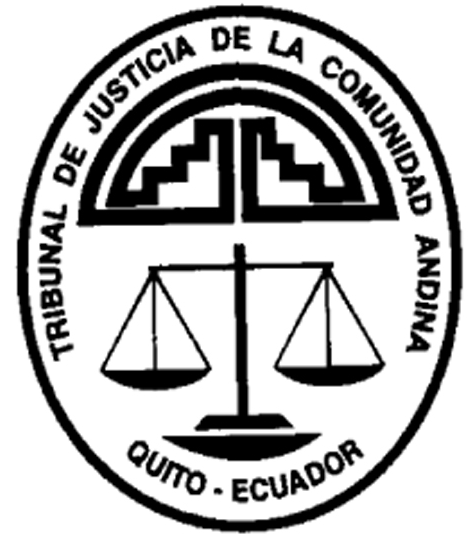 TRIBUNAL DE JUSTICIA DE LA COMUNIDAD ANDINA
QUITO - ECUADOR